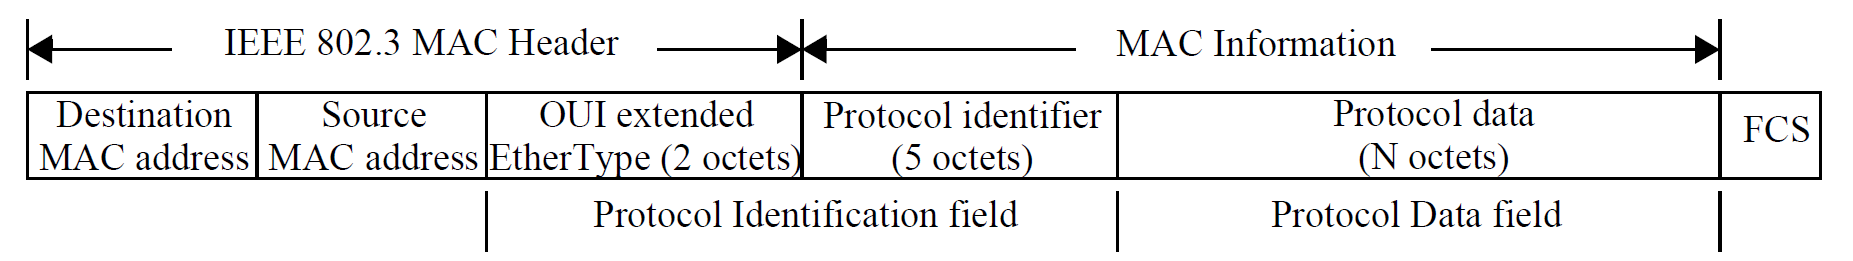 IEEE 802.3 MAC Header
MAC Information
Destination
MAC address
Source
MAC address
OUI extended
EtherType (2 octets)
Protocol identifier
(5 octets)
Protocol data
(N octets)
FCS
Protocol Identification field
Protocol Data field